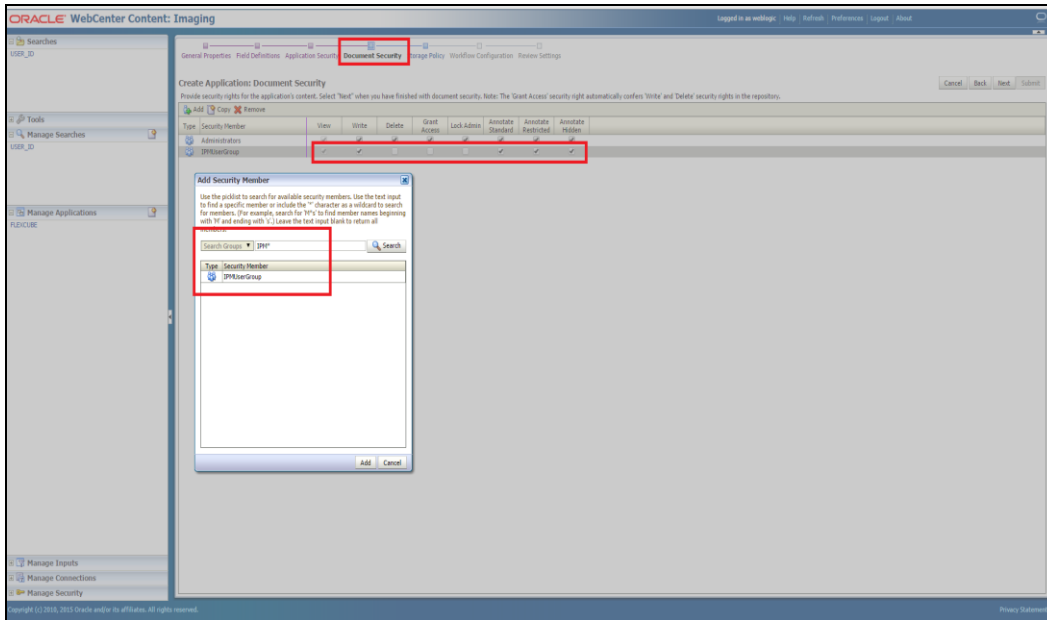 ORACLE® WebCenter Content: Imaging
Logged in as weblogic Help Refresh Preferences Logout About
Searches
USER_ID
Tools
Manage Searches
USER_ID
Manage Applications
FLEXCUBE
Manage Inputs
Manage Connections
Manage Security
General Properties Field Definitions Application Security Document Security Storage Policy Workflow Configuration Review Settings
Create Application: Document Security
Cancel Back Next Submit
Provide security rights for the application's content. Select "Next" when you have finished with document security. Note: The 'Grant Access' security right automatically confers 'Write' and 'Delete' security rights in the repository.
Add Copy Remove
Type Security Member View Write Delete Grant Access Lock Admin Annotate Standard Annotate Restricted Annotate Hidden
Administrators
IPMUserGroup
Add Security Member
Use the picklist to search for available security members. Use the text input
to find a specific member or include the '*' character as a wildcard to search
for members. (For example, search for 'M*s' to find member names beginning
with 'M' and ending with 's'.) Leave the text input blank to return all
members.
Search Groups IPM* Search
Type Security Member
IPMUserGroup
Add Cancel
Copyright (c) 2010, 2015 Oracle and/or its affiliates. All rights reserved.
Privacy Statement